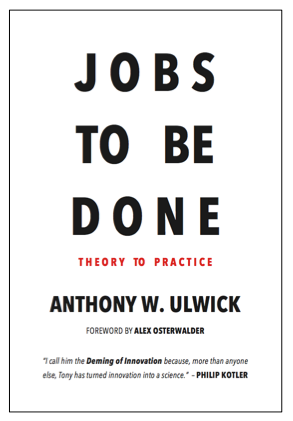 JOBS
TO BE
DONE
THEORY TO PRACTICE
ANTHONY W. ULWICK
FOREWORD BY ALEX OSTERWALDER
“I call him the Deming of Innovation because, more than anyone
else, Tony has turned innovation into a science.” – PHILIP KOTLER